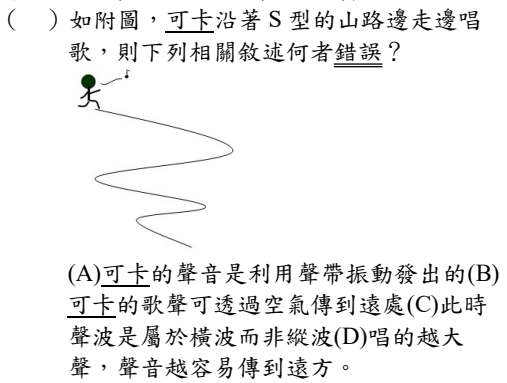 （　）如附圖，可卡沿著 S 型的山路邊走邊唱
歌，則下列相關敘述何者錯誤？
(A)可卡的聲音是利用聲帶振動發出的(B)
可卡的歌聲可透過空氣傳到遠處(C)此時
聲波是屬於橫波而非縱波(D)唱的越大
聲，聲音越容易傳到遠方。